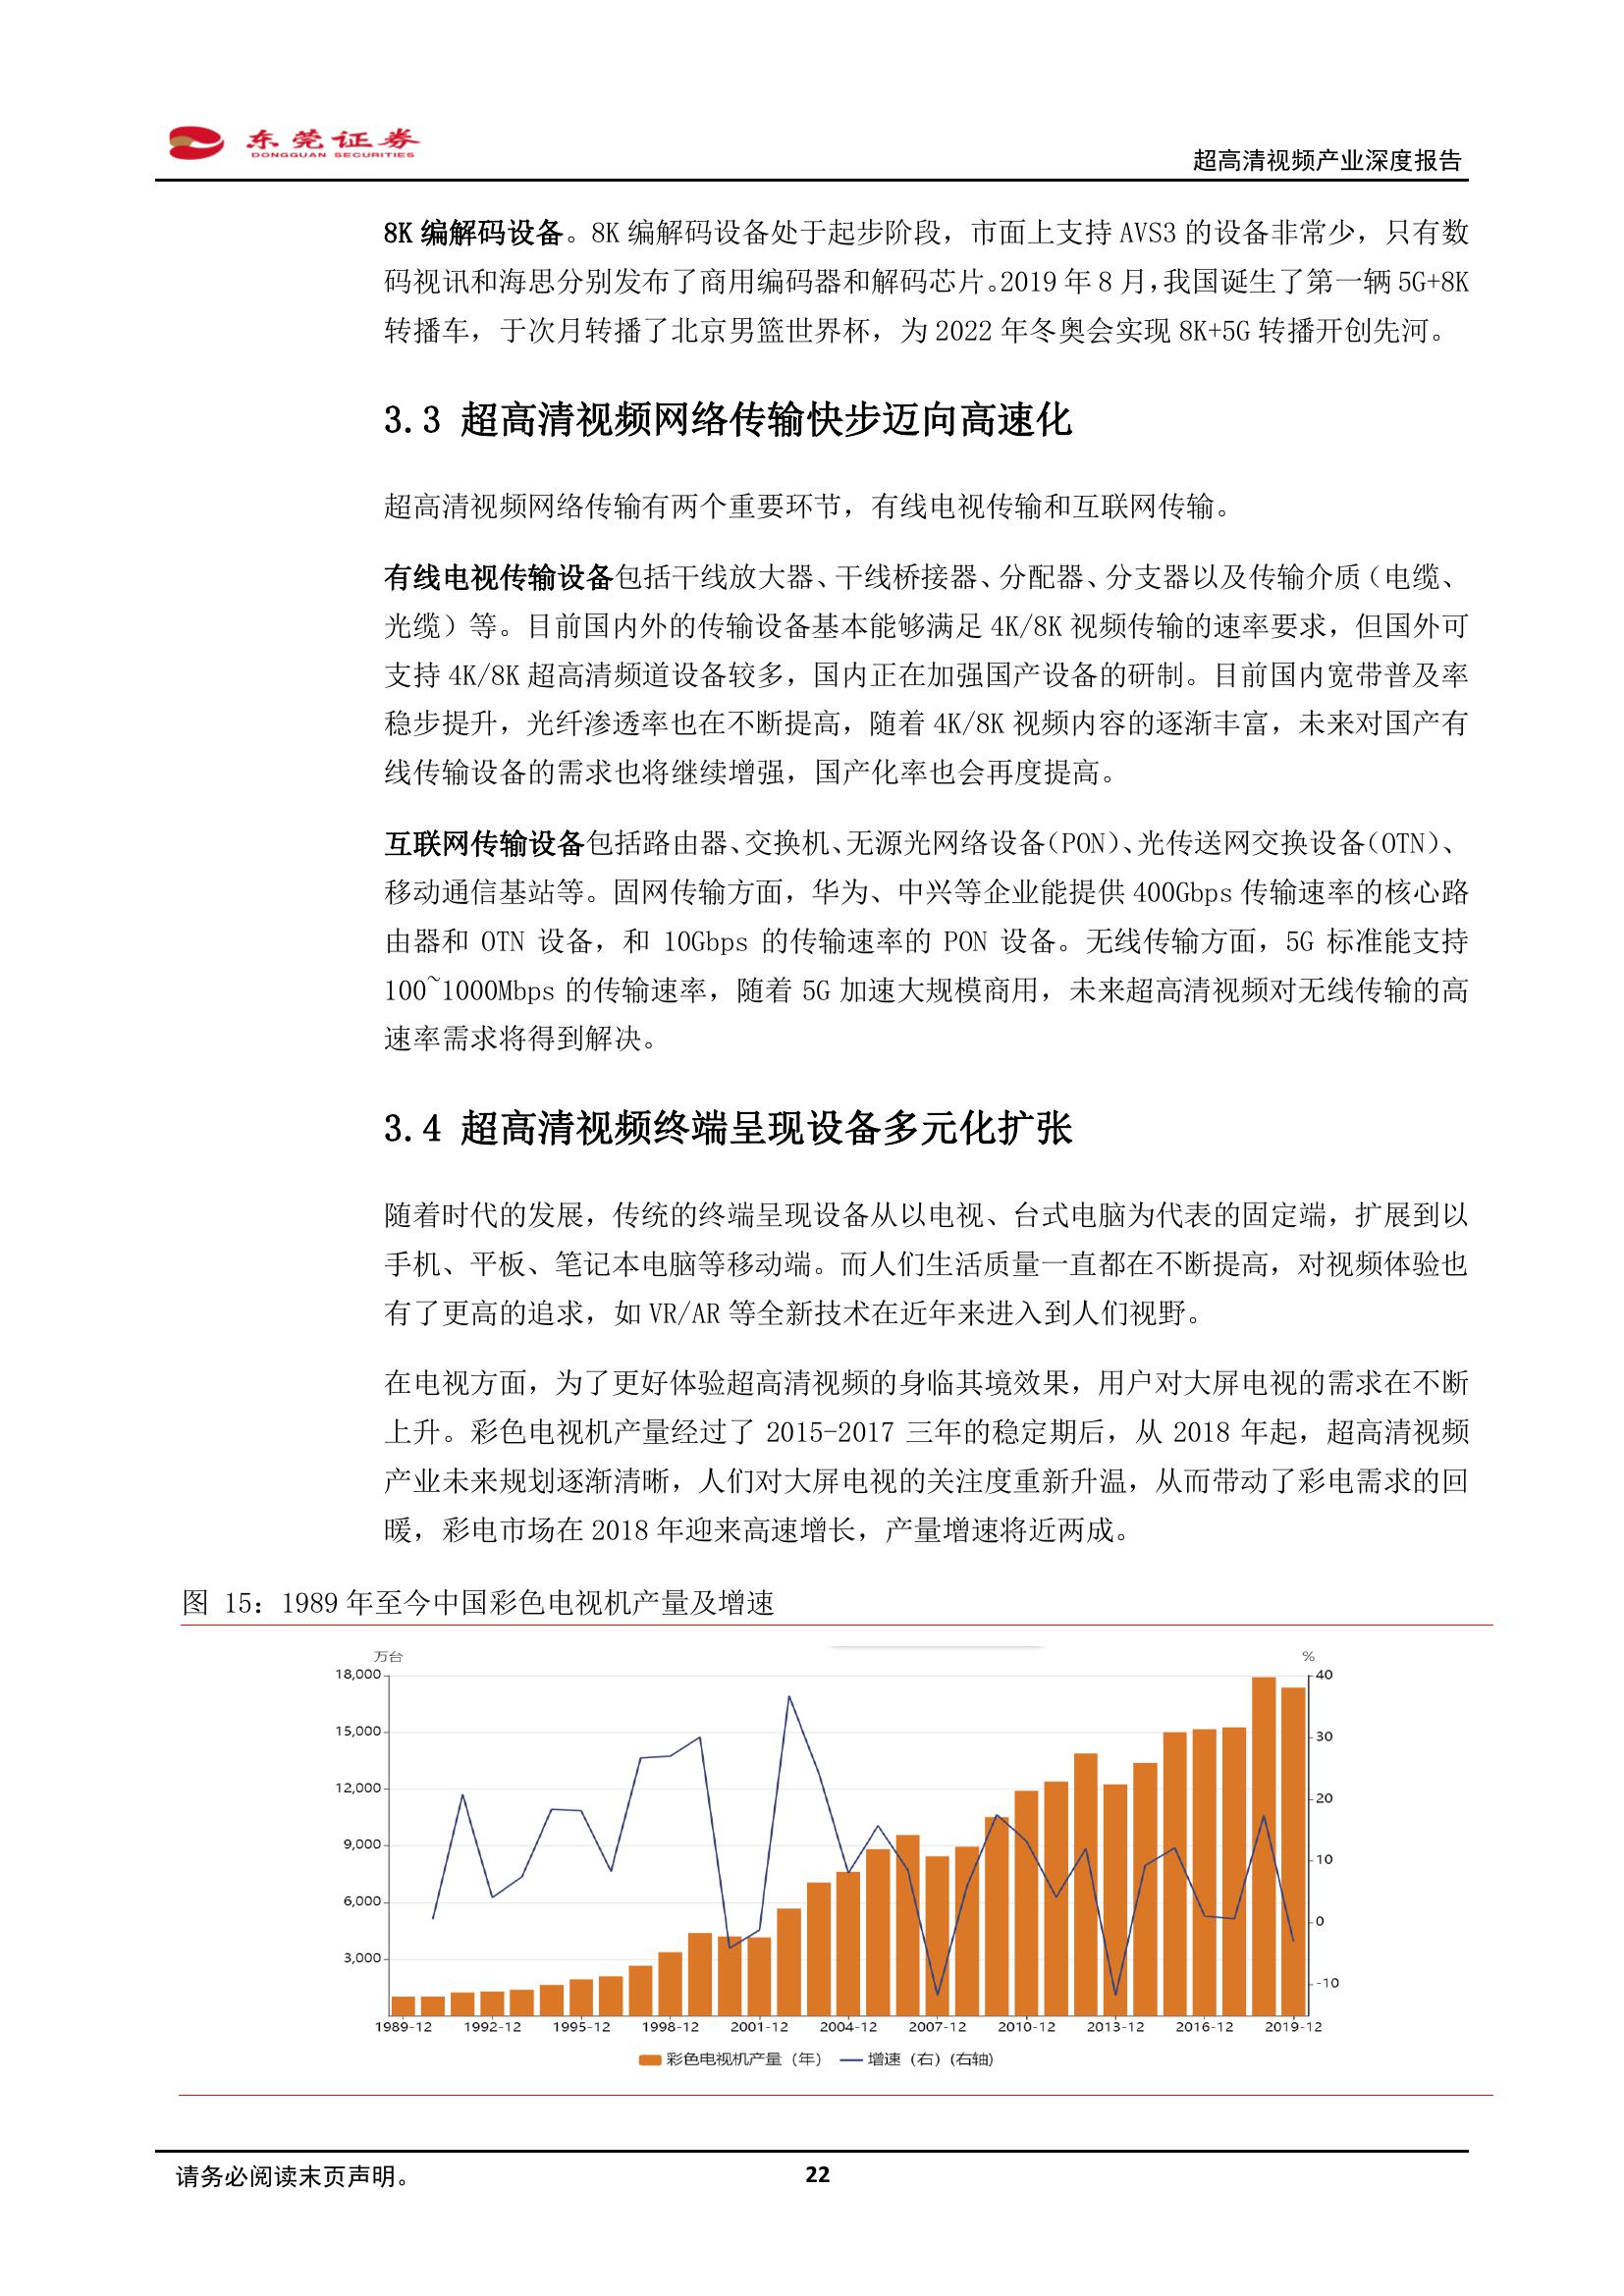 东莞证券
DONGGUAN SECURITIES
超高清视频产业深度报告
8K 编解码设备。8K 编解码设备处于起步阶段，市面上支持 AVS3 的设备非常少，只有数
码视讯和海思分别发布了商用编码器和解码芯片。2019 年 8 月，我国诞生了第一辆 5G+8K
转播车，于次月转播了北京男篮世界杯，为 2022 年冬奥会实现 8K+5G 转播开创先河。
3.3 超高清视频网络传输快步迈向高速化
超高清视频网络传输有两个重要环节，有线电视传输和互联网传输。
有线电视传输设备包括干线放大器、干线桥接器、分配器、分支器以及传输介质（电缆、
光缆）等。目前国内外的传输设备基本能够满足 4K/8K 视频传输的速率要求，但国外可
支持 4K/8K 超高清频道设备较多，国内正在加强国产设备的研制。目前国内宽带普及率
稳步提升，光纤渗透率也在不断提高，随着 4K/8K 视频内容的逐渐丰富，未来对国产有
线传输设备的需求也将继续增强，国产化率也会再度提高。
互联网传输设备包括路由器、交换机、无源光网络设备（PON）、光传送网交换设备（OTN）、
移动通信基站等。固网传输方面，华为、中兴等企业能提供 400Gbps 传输速率的核心路
由器和 OTN 设备，和 10Gbps 的传输速率的 PON 设备。无线传输方面，5G 标准能支持
100~1000Mbps 的传输速率，随着 5G 加速大规模商用，未来超高清视频对无线传输的高
速率需求将得到解决。
3.4 超高清视频终端呈现设备多元化扩张
随着时代的发展，传统的终端呈现设备从以电视、台式电脑为代表的固定端，扩展到以
手机、平板、笔记本电脑等移动端。而人们生活质量一直都在不断提高，对视频体验也
有了更高的追求，如 VR/AR 等全新技术在近年来进入到人们视野。
在电视方面，为了更好体验超高清视频的身临其境效果，用户对大屏电视的需求在不断
上升。彩色电视机产量经过了 2015-2017 三年的稳定期后，从 2018 年起，超高清视频
产业未来规划逐渐清晰，人们对大屏电视的关注度重新升温，从而带动了彩电需求的回
暖，彩电市场在 2018 年迎来高速增长，产量增速将近两成。
图 15：1989 年至今中国彩色电视机产量及增速
万台 %
18,000 40
15,000 30
12,000 20
9,000 10
6,000 0
3,000 -10
1989-12 1992-12 1995-12 1998-12 2001-12 2004-12 2007-12 2010-12 2013-12 2016-12 2019-12
彩色电视机产量（年） 增速（右）(右轴)
请务必阅读末页声明。 22